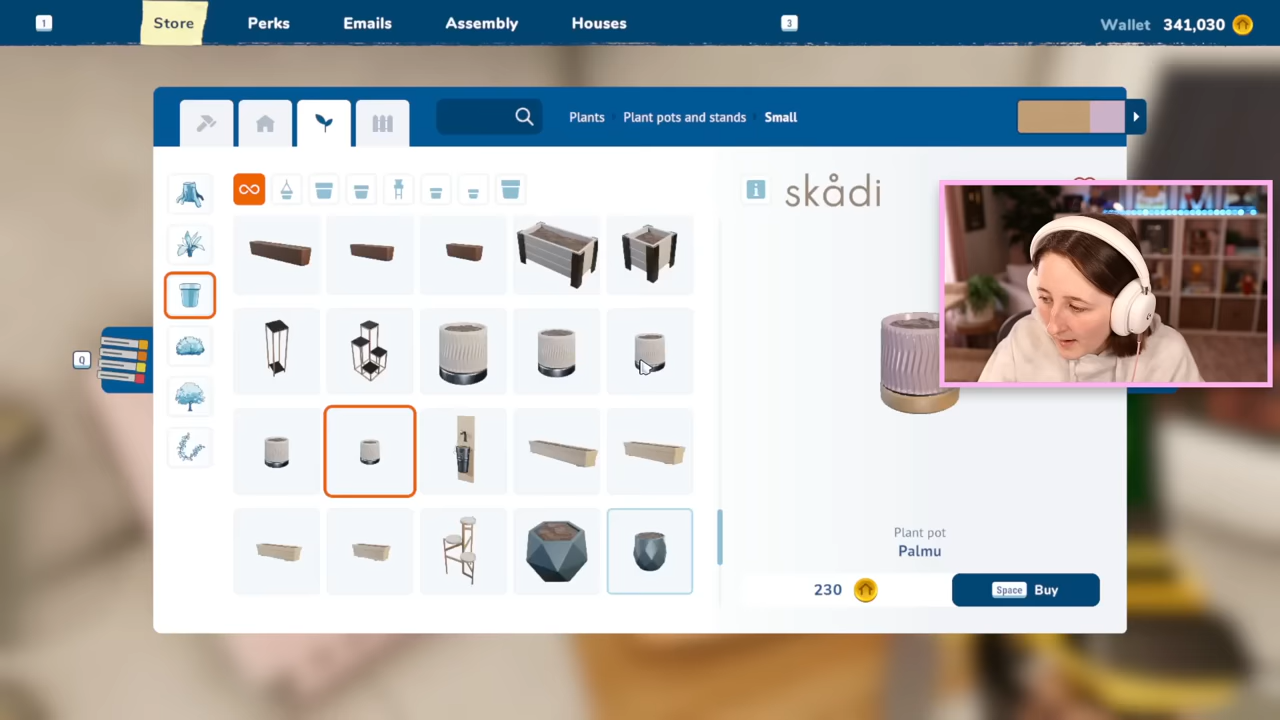 1 Store Perks Emails Assembly Houses 3 Wallet 341,030
Plants Plant pots and stands Small
i skådi
Q
Plant pot
Palmu
230 Space Buy